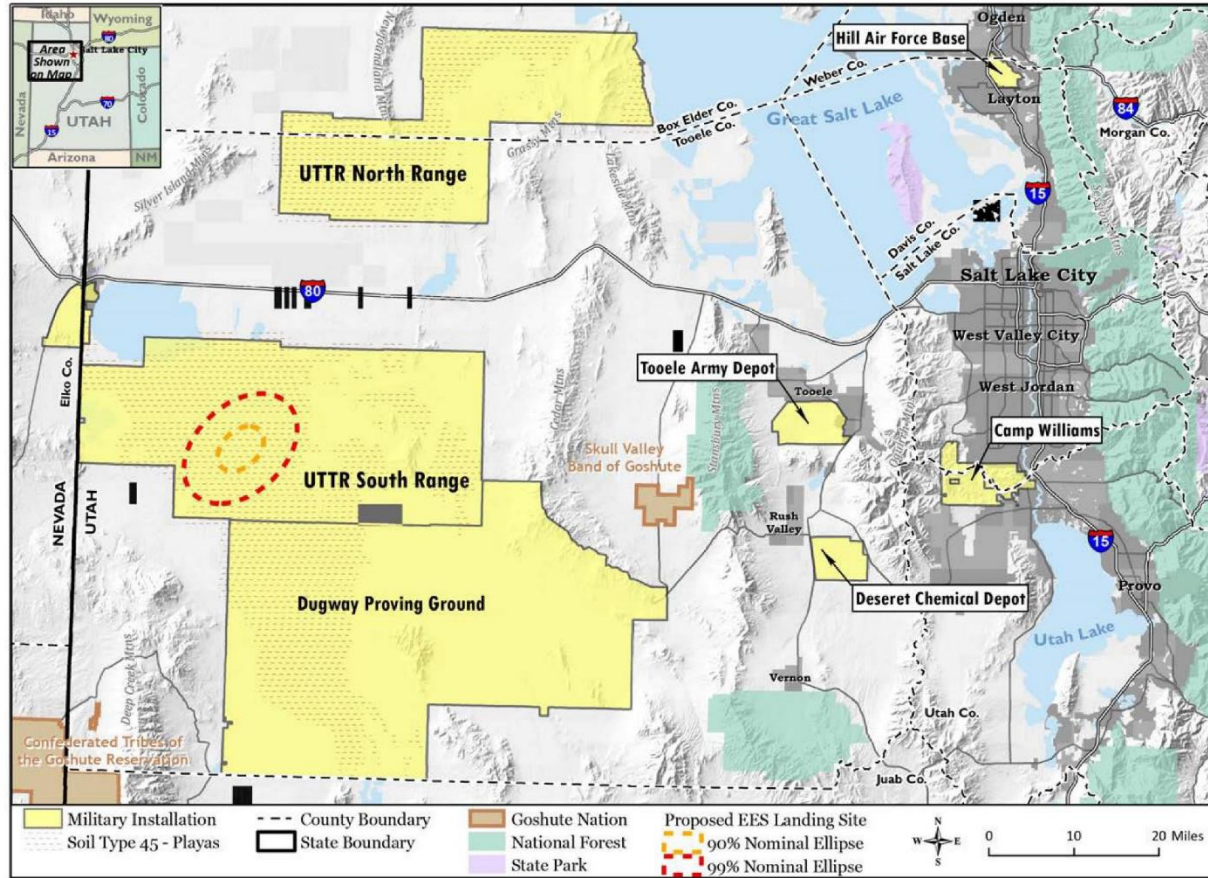 Idaho
Wyoming
80
Salt Lake City
Area
Shown
on Map
Nevada
UTAH
70
Colorado
15
Arizona
NM
Ogden
Hill Air Force Base
Weber Co.
Layton
84
Morgan Co.
Newfoundland Mtns
Box Elder Co.
Tooele Co.
Great Salt Lake
Grassy Mtns
Lakeside Mtns
UTTR North Range
Silver Island Mtns
15
Davis Co.
Salt Lake Co.
Mtns
80
Salt Lake City
West Valley City
Tooele Army Depot
Tooele
West Jordan
Elko Co.
Cedar Mtns
Stansbury Mtns
Camp Williams
Skull Valley
Band of Goshute
UTTR South Range
NEVADA
UTAH
Rush
Valley
15
Provo
Dugway Proving Ground
Deseret Chemical Depot
Utah Lake
Deep Creek Mtns
Vernon
Utah Co.
Confederated Tribes of
the Goshute Reservation
Juab Co.
Military Installation
Soil Type 45 - Playas
County Boundary
State Boundary
Goshute Nation
National Forest
State Park
Proposed EES Landing Site
90% Nominal Ellipse
99% Nominal Ellipse
N
W E
S
0 10 20 Miles